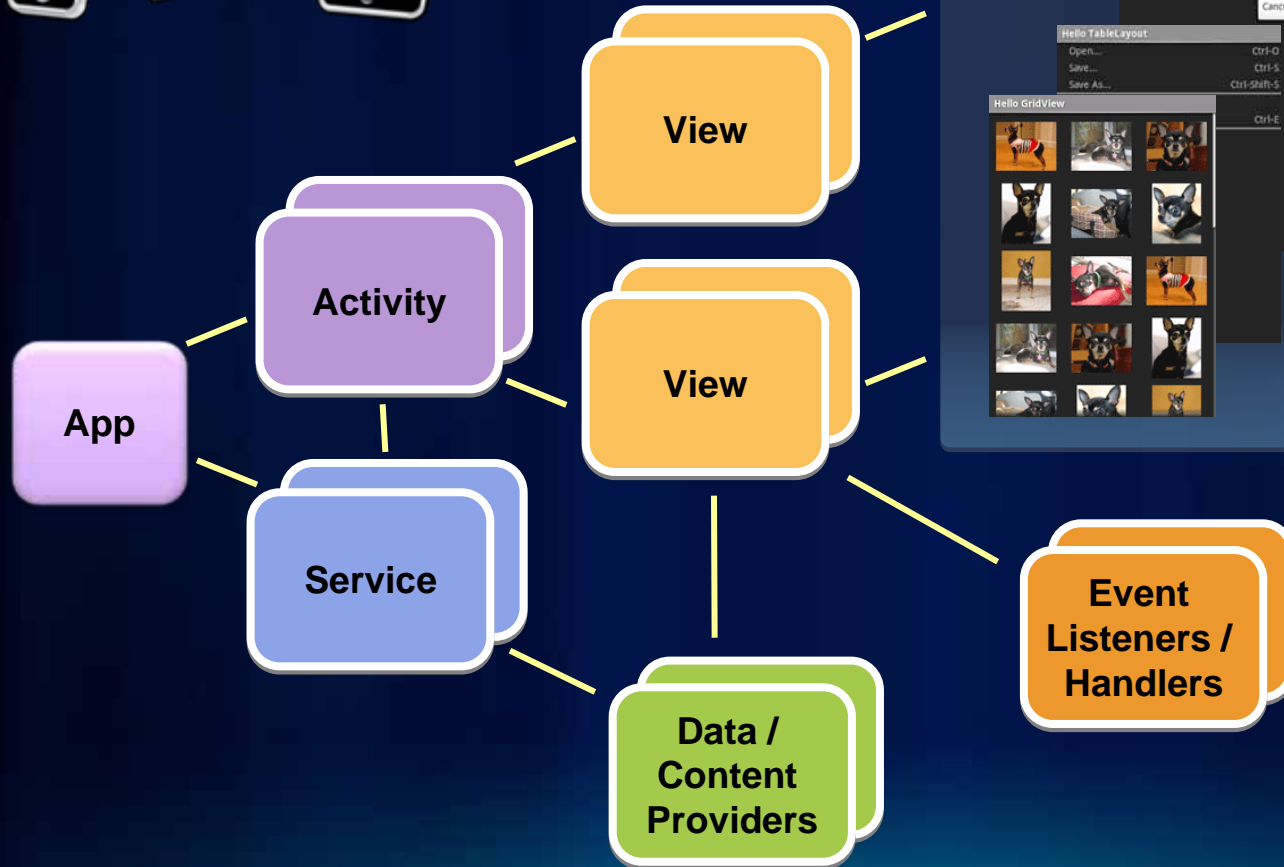 Canc
Hello TableLayout
Open... Ctrl-O
Save... Ctrl-S
Save As... Ctrl-Shift-S
Ctrl-E
Hello GridView
View
Activity
View
App
Service
Event
Listeners /
Handlers
Data /
Content
Providers